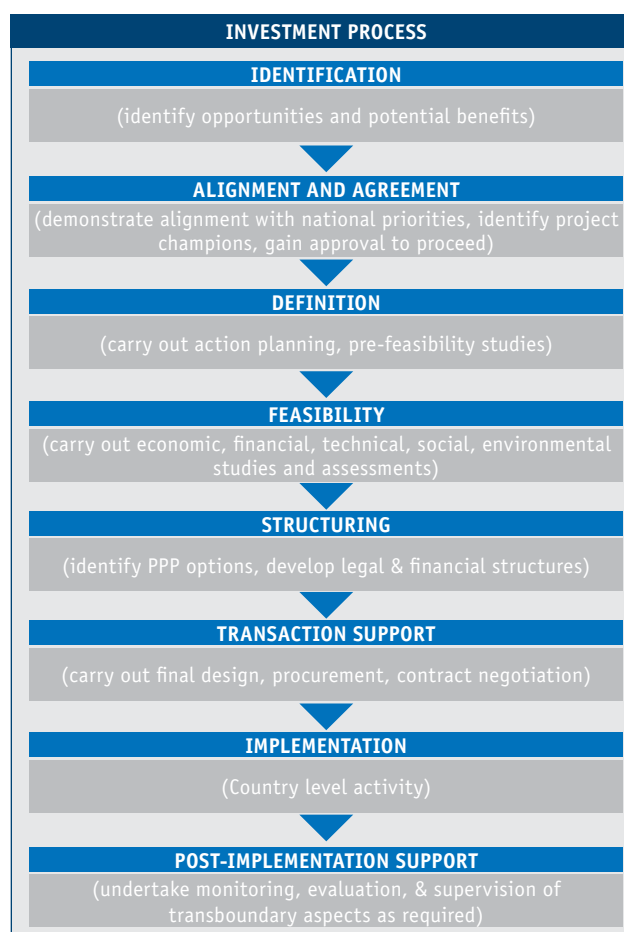 INVESTMENT PROCESS
IDENTIFICATION
(identify opportunities and potential benefits)
ALIGNMENT AND AGREEMENT
(demonstrate alignment with national priorities, identify project
champions, gain approval to proceed)
DEFINITION
(carry out action planning, pre-feasibility studies)
FEASIBILITY
(carry out economic, financial, technical, social, environmental
studies and assessments)
STRUCTURING
(identify PPP options, develop legal & financial structures)
TRANSACTION SUPPORT
(carry out final design, procurement, contract negotiation)
IMPLEMENTATION
(Country level activity)
POST-IMPLEMENTATION SUPPORT
(undertake monitoring, evaluation, & supervision of
transboundary aspects as required)